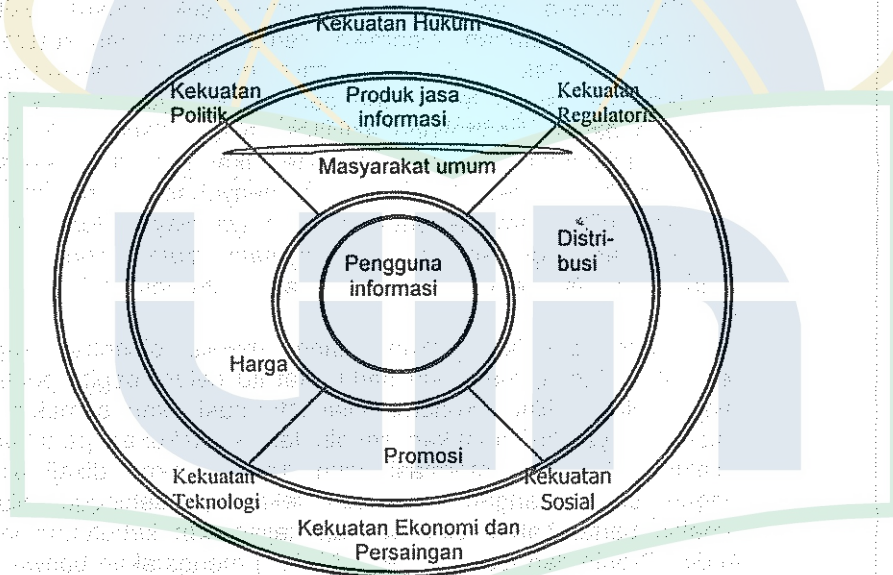 Kekuatan Hukum
Kekuatan
Politik
Produk jasa
informasi
Kekuatan
Regulatoris
Masyarakat umum
Pengguna
informasi
Distri-
busi
Harga
Promosi
Kekuatan
Teknologi
Kekuatan
Sosial
Kekuatan Ekonomi dan
Persaingan
uin